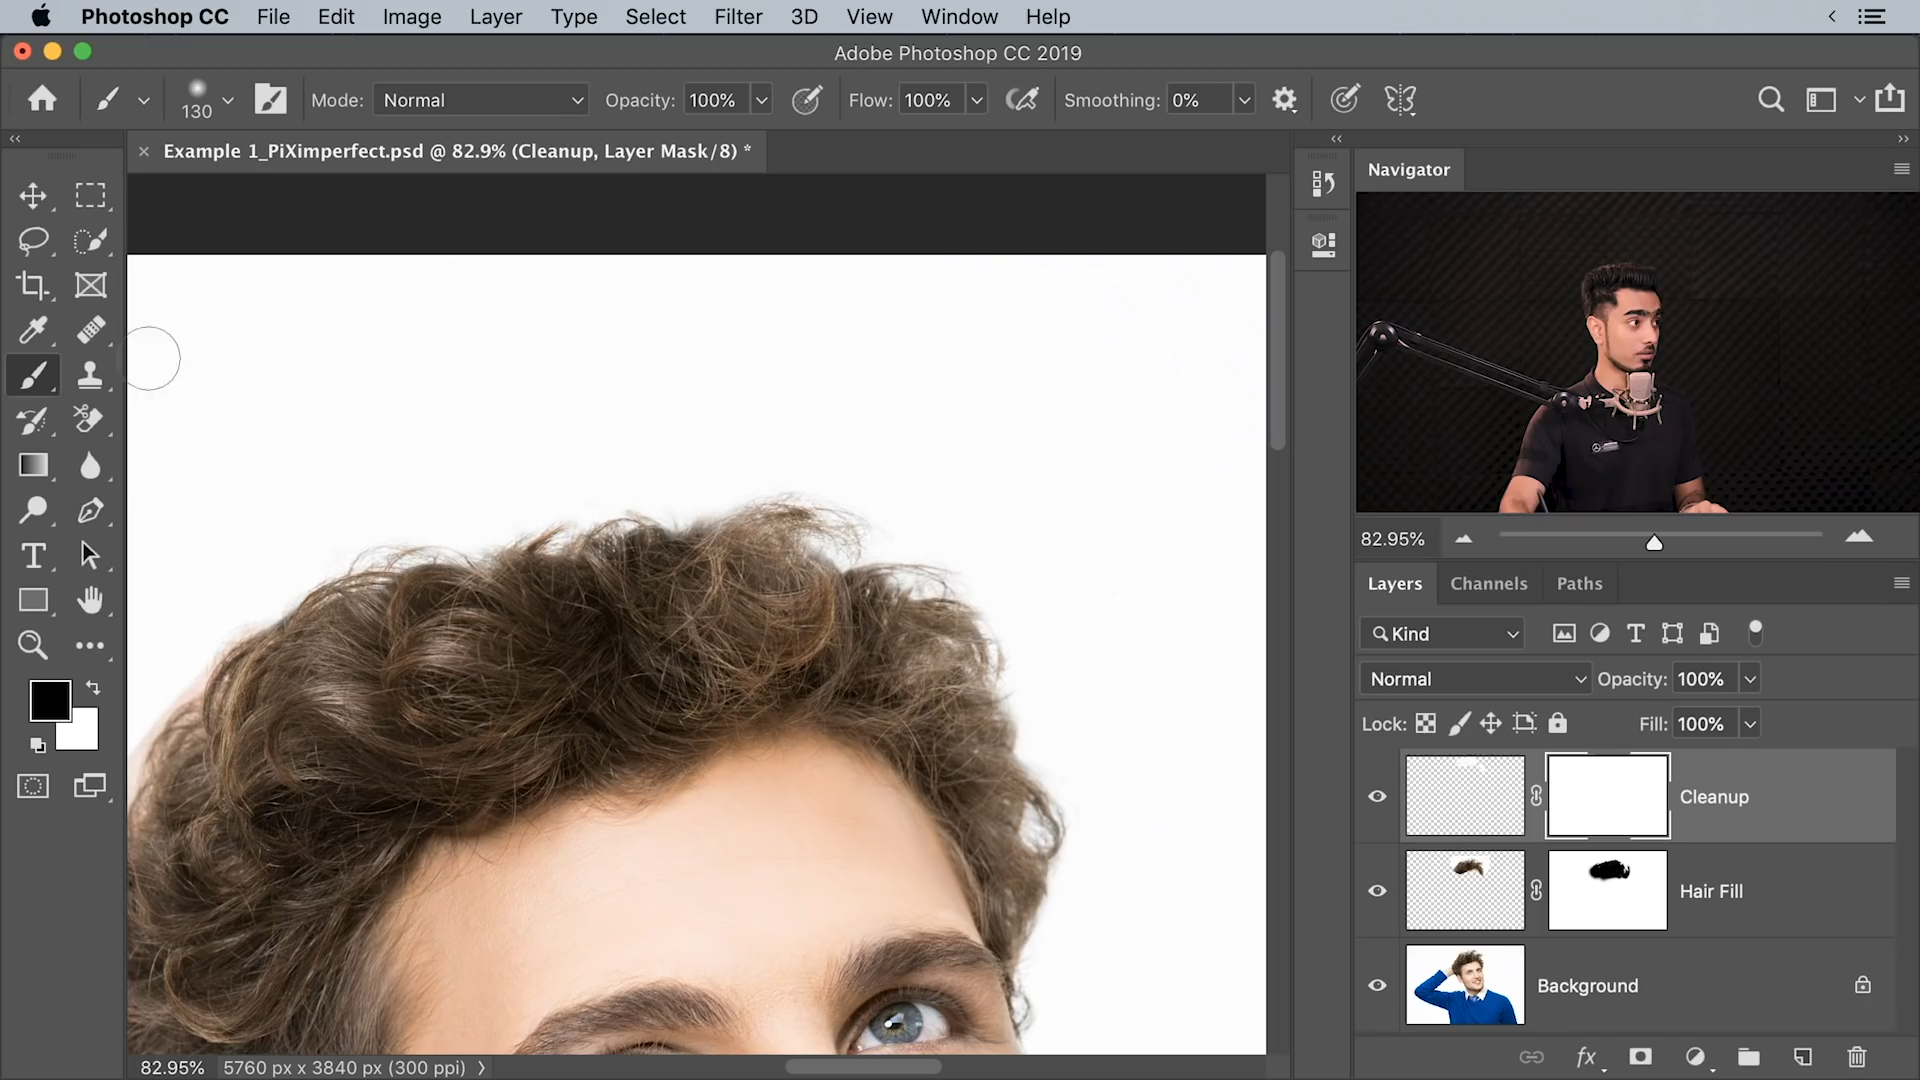 Photoshop CC File Edit Image Layer Type Select Filter 3D View Window Help
Adobe Photoshop CC 2019
130 Mode: Normal Opacity: 100% Flow: 100% Smoothing: 0%
Example 1_PiXimperfect.psd @ 82.9% (Cleanup, Layer Mask/8) *
Navigator
82.95%
Layers Channels Paths
Kind
Normal Opacity: 100%
Lock: Fill: 100%
Cleanup
Hair Fill
Background
82.95% 5760 px x 3840 px (300 ppi)